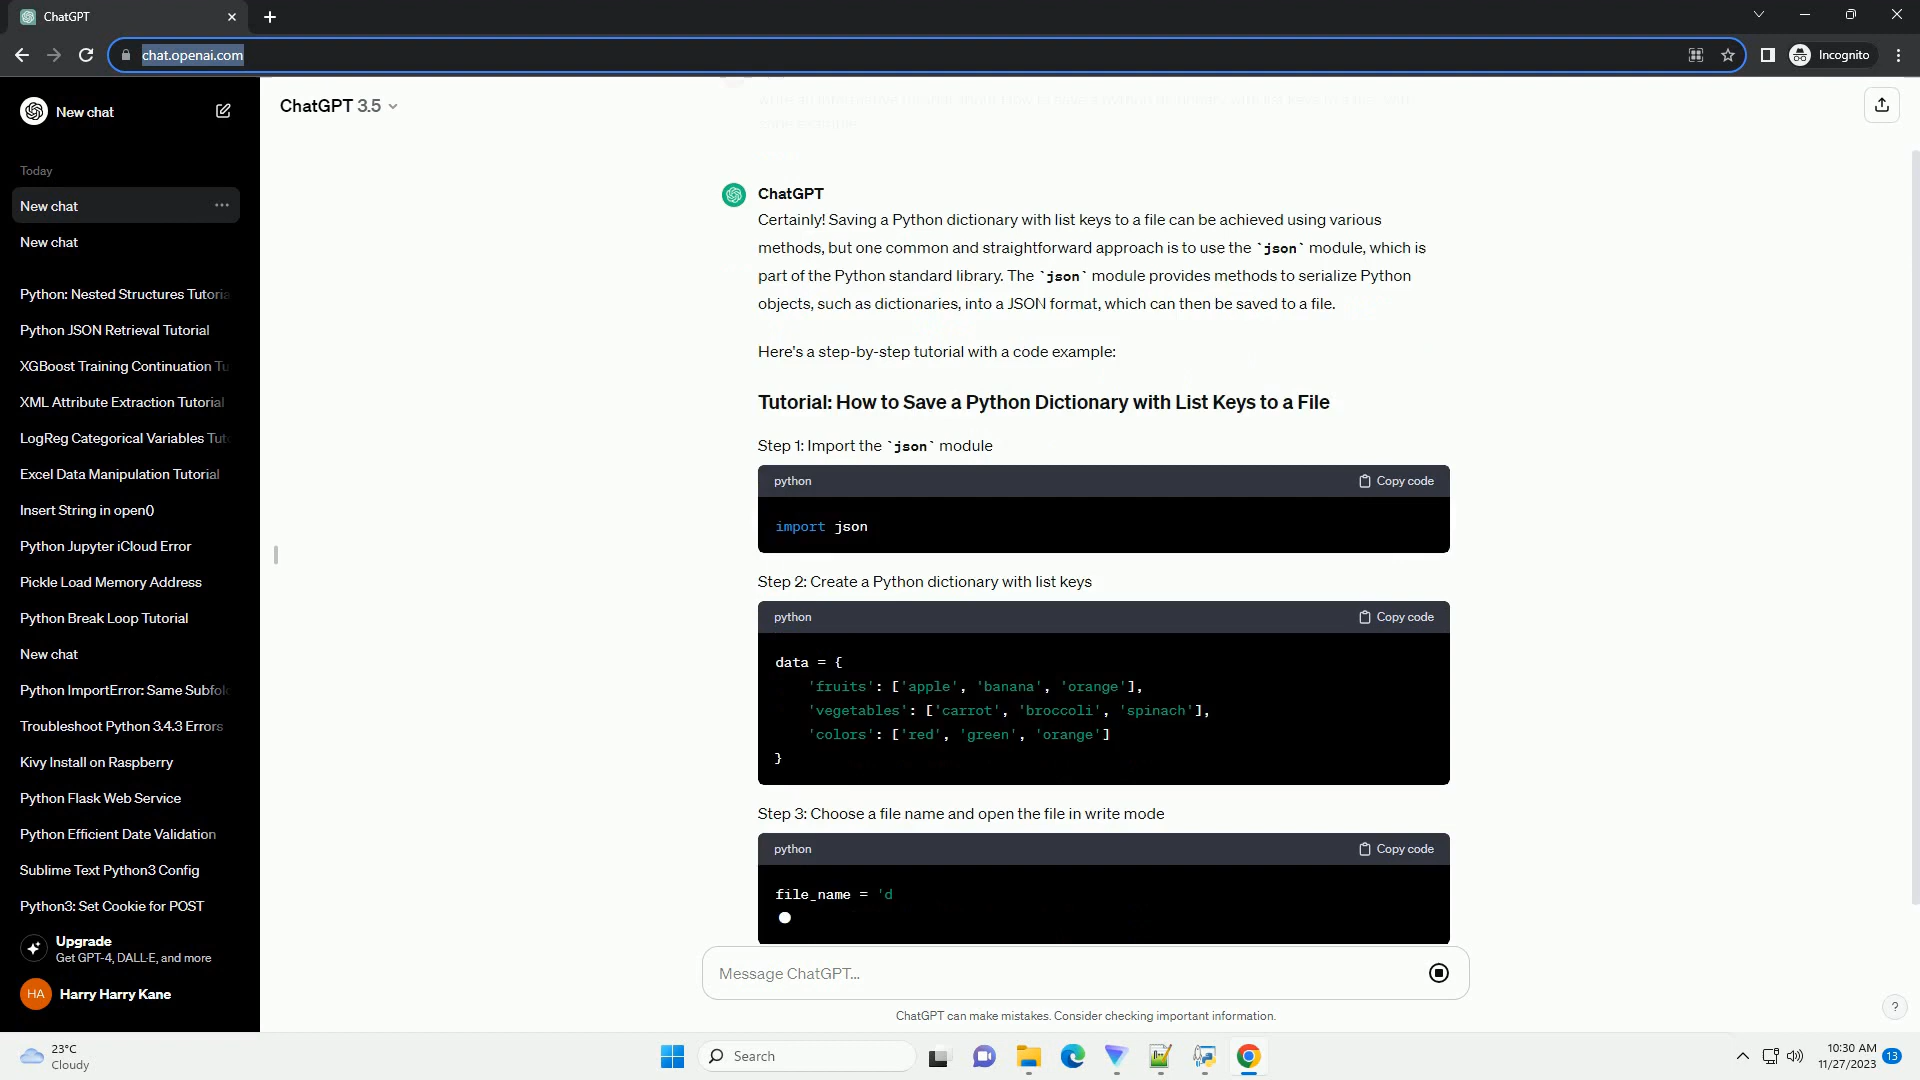 ChatGPT
chat.openai.com
Incognito
New chat
Today
New chat
New chat
Python: Nested Structures Tutoria
Python JSON Retrieval Tutorial
XGBoost Training Continuation Tu
XML Attribute Extraction Tutorial
LogReg Categorical Variables Tut
Excel Data Manipulation Tutorial
Insert String in open()
Python Jupyter iCloud Error
Pickle Load Memory Address
Python Break Loop Tutorial
New chat
Python ImportError: Same Subfol
Troubleshoot Python 3.4.3 Errors
Kivy Install on Raspberry
Python Flask Web Service
Python Efficient Date Validation
Sublime Text Python3 Config
Python3: Set Cookie for POST
Upgrade
Get GPT-4, DALL·E, and more
HA
Harry Harry Kane
ChatGPT 3.5
ChatGPT
Certainly! Saving a Python dictionary with list keys to a file can be achieved using various
methods, but one common and straightforward approach is to use the `json` module, which is
part of the Python standard library. The `json` module provides methods to serialize Python
objects, such as dictionaries, into a JSON format, which can then be saved to a file.
Here's a step-by-step tutorial with a code example:
Tutorial: How to Save a Python Dictionary with List Keys to a File
Step 1: Import the `json` module
python Copy code
import json
Step 2: Create a Python dictionary with list keys
python Copy code
data = {
'fruits': ['apple', 'banana', 'orange'],
'vegetables': ['carrot', 'broccoli', 'spinach'],
'colors': ['red', 'green', 'orange']
}
Step 3: Choose a file name and open the file in write mode
python Copy code
file_name = 'd
Message ChatGPT...
ChatGPT can make mistakes. Consider checking important information.
?
23°C
Cloudy
Search
10:30 AM
11/27/2023
13